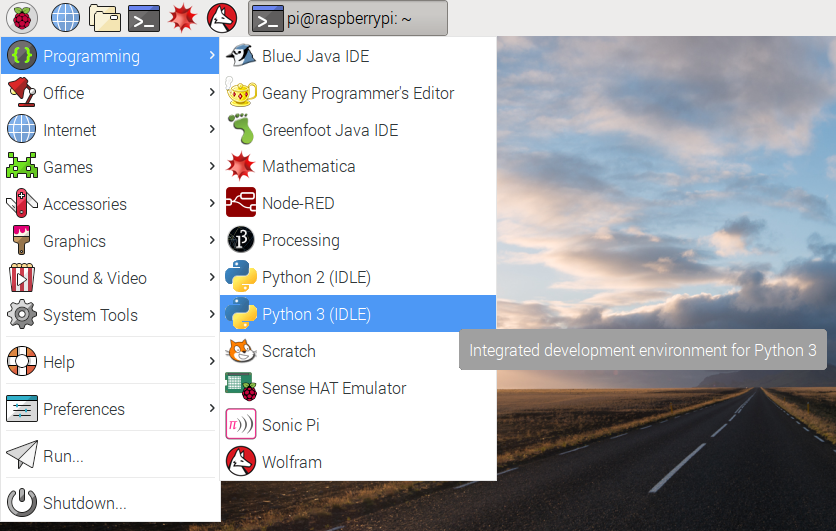 pi@raspberrypi: ~
Programming
Office
Internet
Games
Accessories
Graphics
Sound & Video
System Tools
Help
Preferences
Run...
Shutdown...
BlueJ Java IDE
Geany Programmer's Editor
Greenfoot Java IDE
Mathematica
Node-RED
Processing
Python 2 (IDLE)
Python 3 (IDLE)
Scratch
Sense HAT Emulator
Sonic Pi
Wolfram
Integrated development environment for Python 3